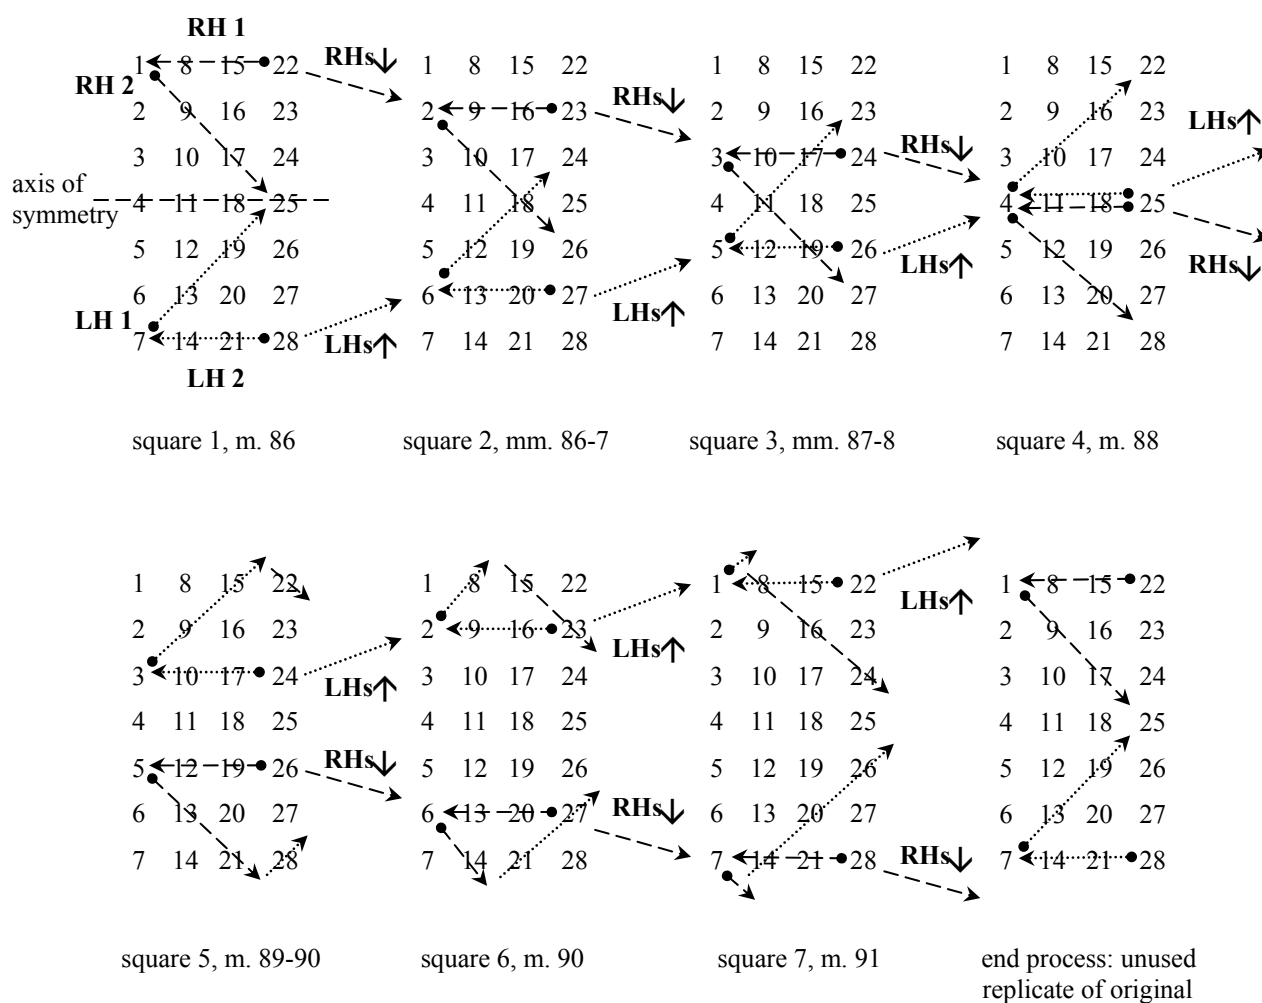 RH 1
RHs↓
1 8 15 22
1 8 15 22
1 8 15 22
1 8 15 22
RH 2
RHs↓
2 9 16 23
2 9 16 23
2 9 16 23
2 9 16 23
LHs↑
RHs↓
3 10 17 24
3 10 17 24
3 10 17 24
3 10 17 24
axis of
symmetry
4 11 18 25
4 11 18 25
4 11 18 25
4 11 18 25
5 12 19 26
5 12 19 26
5 12 19 26
5 12 19 26
LHs↑
RHs↓
6 13 20 27
6 13 20 27
6 13 20 27
6 13 20 27
LH 1
LHs↑
LHs↑
7 14 21 28
7 14 21 28
7 14 21 28
7 14 21 28
LH 2
square 1, m. 86
square 2, mm. 86-7
square 3, mm. 87-8
square 4, m. 88
1 8 15 22
1 8 15 22
1 8 15 22
1 8 15 22
LHs↑
2 9 16 23
2 9 16 23
2 9 16 23
2 9 16 23
LHs↑
3 10 17 24
3 10 17 24
3 10 17 24
3 10 17 24
LHs↑
4 11 18 25
4 11 18 25
4 11 18 25
4 11 18 25
RHs↓
5 12 19 26
5 12 19 26
5 12 19 26
5 12 19 26
RHs↓
6 13 20 27
6 13 20 27
6 13 20 27
6 13 20 27
RHs↓
7 14 21 28
7 14 21 28
7 14 21 28
7 14 21 28
square 5, m. 89-90
square 6, m. 90
square 7, m. 91
end process: unused
replicate of original